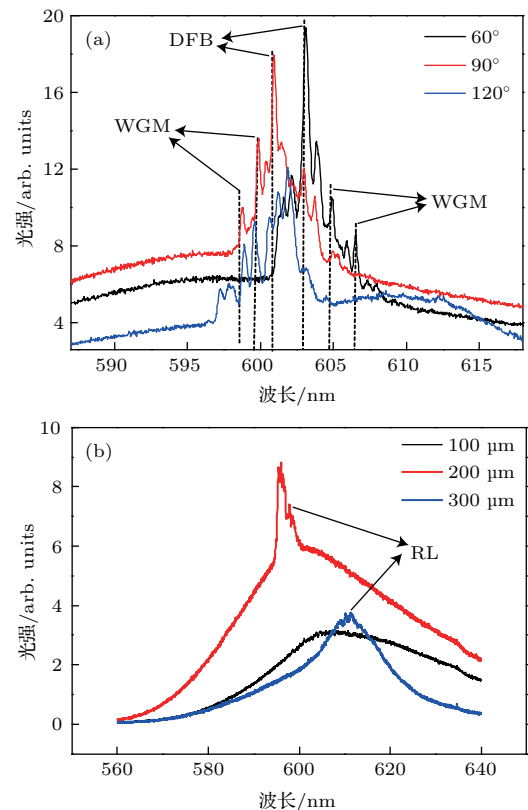 (a)
DFB
60°
90°
120°
WGM
WGM
光强/arb. units
20
16
12
8
4
590
595
600
605
610
615
波长/nm
(b)
100 µm
200 µm
300 µm
RL
光强/arb. units
10
8
6
4
2
0
560
580
600
620
640
波长/nm